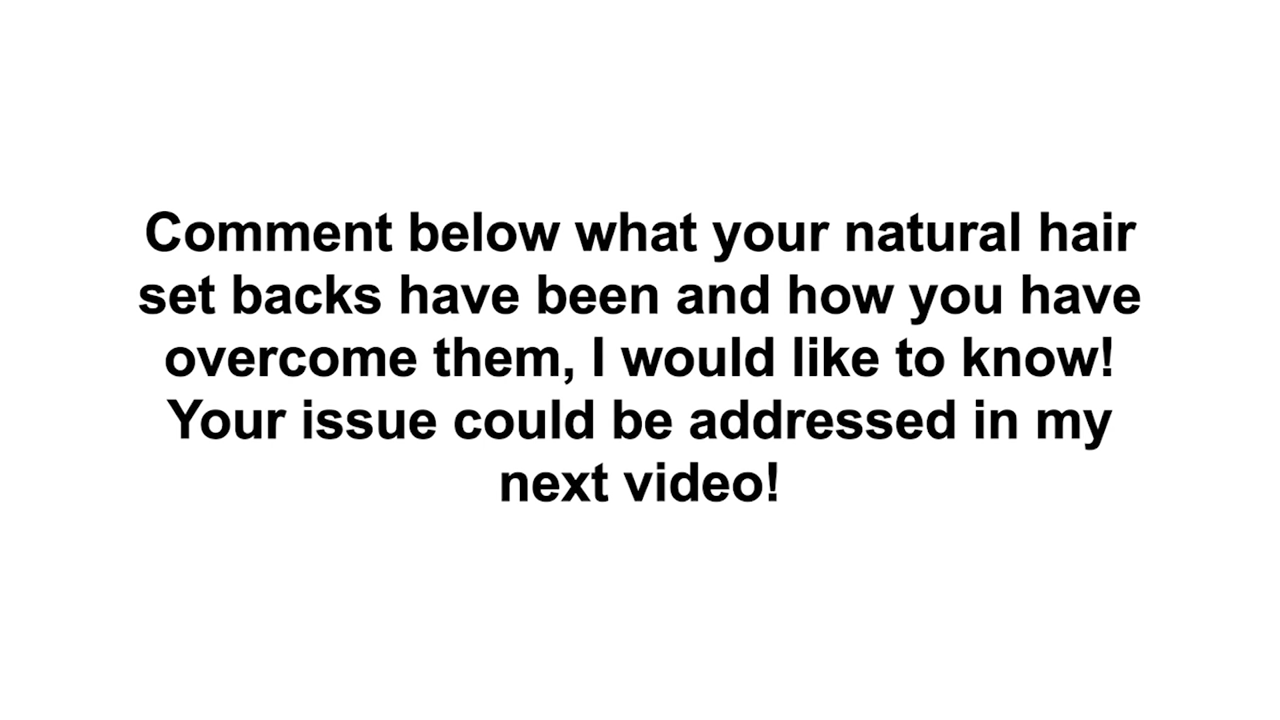 Comment below what your natural hair
set backs have been and how you have
overcome them, I would like to know!
Your issue could be addressed in my
next video!